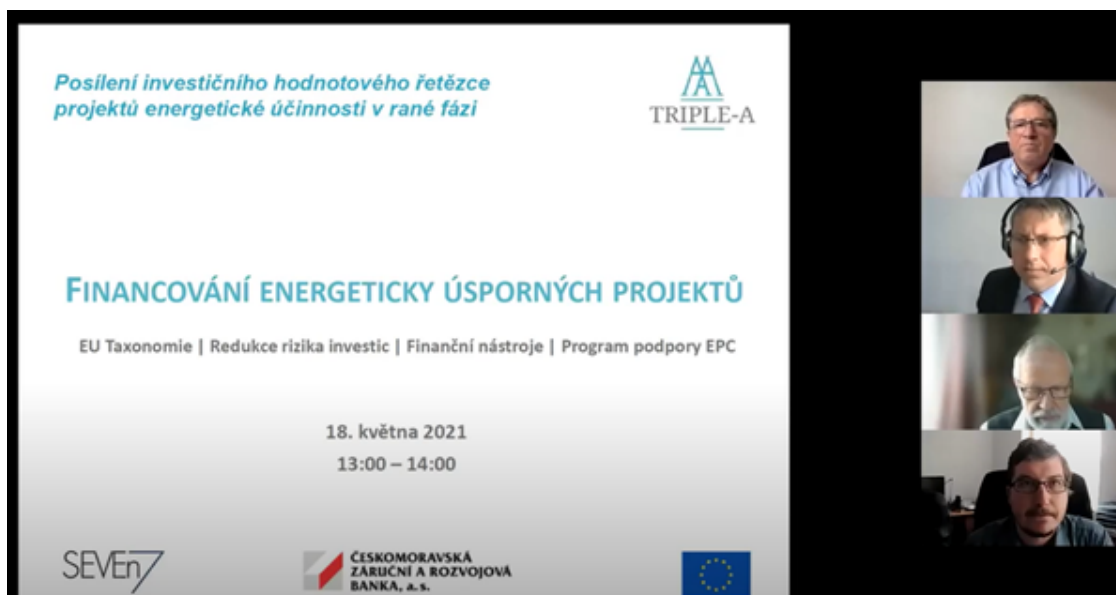 Posílení investičního hodnotového řetězce
projektů energetické účinnosti v rané fázi
TRIPLE-A
FINANCOVÁNÍ ENERGETICKY ÚSPORNÝCH PROJEKTŮ
EU Taxonomie | Redukce rizika investic | Finanční nástroje | Program podpory EPC
18. května 2021
13:00 – 14:00
SEVEn7
ČESKOMORAVSKÁ
ZÁRUČNÍ A ROZVOJOVÁ
BANKA, a. s.